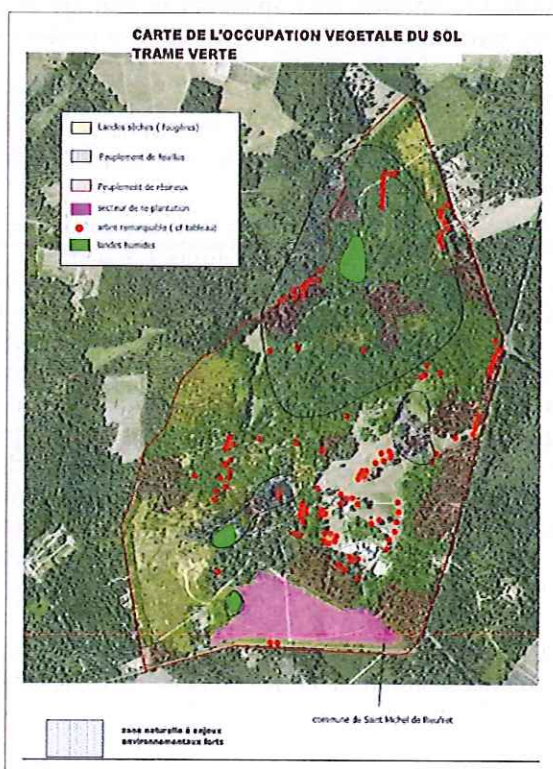 CARTE DE L'OCCUPATION VEGETALE DU SOL
TRAME VERTE
Landes sèches ( fougères)
Peuplement de feuillus
Peuplement de résineux
secteur de re plantation
arbre remarquable ( cf tableau)
landes humides
commune de Saint Michel de Rieufret
zone naturelle à enjeux
environnementaux forts